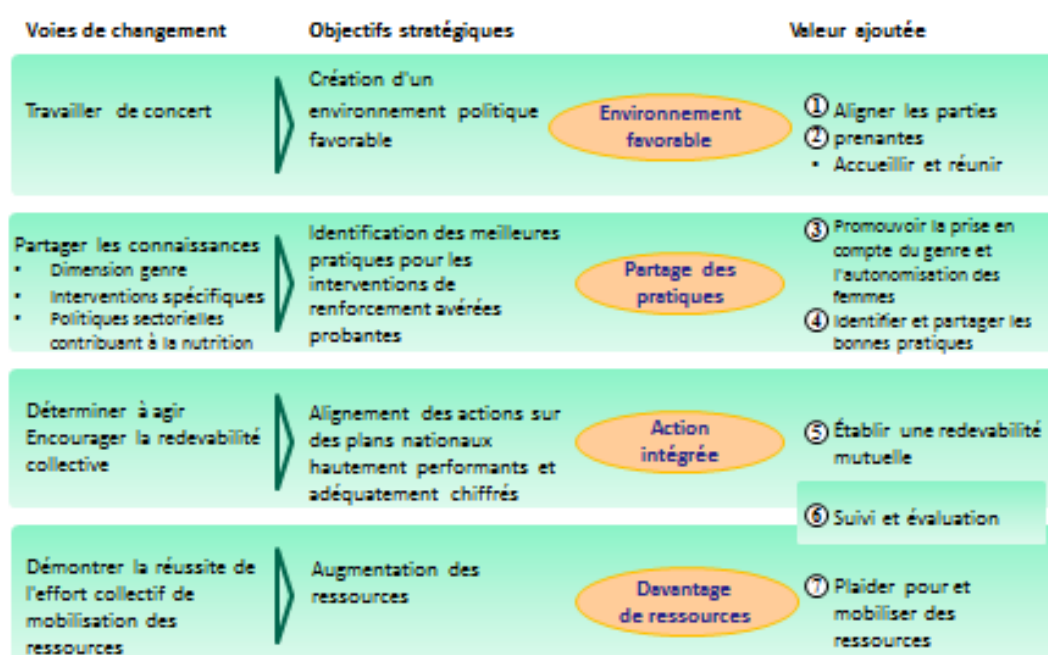 Voies de changement
Objectifs stratégiques
Valeur ajoutée
Travailler de concert
Création d'un
environnement politique
favorable
Environnement
favorable
① Aligner les parties
② prenantes
• Accueillir et réunir
Partager les connaissances
• Dimension genre
• Interventions spécifiques
• Politiques sectorielles
contribuant à la nutrition
Identification des meilleures
pratiques pour les
interventions de
renforcement avérées
probantes
Partage des
pratiques
③ Promouvoir la prise en
compte du genre et
l'autonomisation des
femmes
④ Identifier et partager les
bonnes pratiques
Déterminer à agir
Encourager la redevabilité
collective
Alignement des actions sur
des plans nationaux
hautement performants et
adéquatement chiffrés
Action
intégrée
⑤ Établir une redevabilité
mutuelle
⑥ Suivi et évaluation
Démontrer la réussite de
l'effort collectif de
mobilisation des
ressources
Augmentation des
ressources
Davantage
de ressources
⑦ Plaider pour et
mobiliser des
ressources